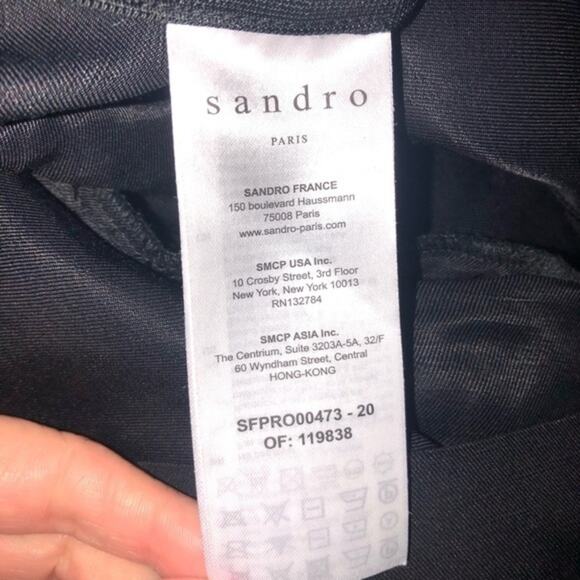 sandro
PARIS
SANDRO FRANCE
150 boulevard Haussmann
75008 Paris
www.sandro-paris.com
SMCP USA Inc.
10 Crosby Street, 3rd Floor
New York, New York 10013
RN132784
SMCP ASIA Inc.
The Centrium, Suite 3203A-5A, 32/F
60 Wyndham Street, Central
HONG-KONG
SFPRO00473 - 20
OF: 119838